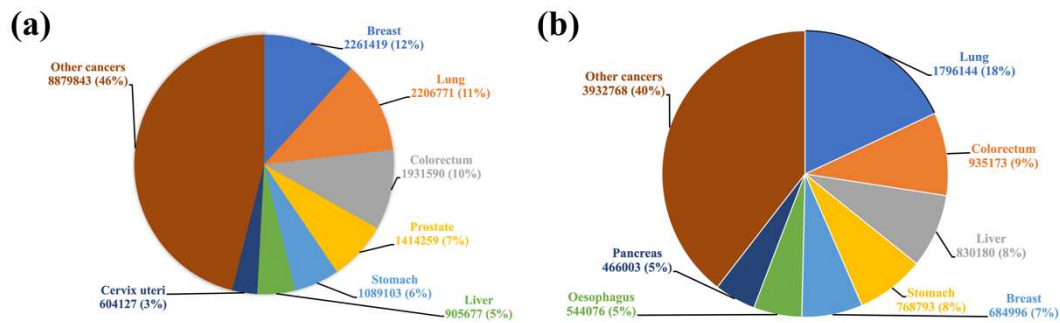 (a)
Breast
2261419 (12%)
Lung
2206771 (11%)
Colorectum
1931590 (10%)
Prostate
1414259 (7%)
Stomach
1089103 (6%)
Liver
905677 (5%)
Cervix uteri
604127 (3%)
Other cancers
8879843 (46%)
(b)
Lung
1796144 (18%)
Colorectum
935173 (9%)
Liver
830180 (8%)
Stomach
768793 (8%)
Breast
684996 (7%)
Oesophagus
544076 (5%)
Pancreas
466003 (5%)
Other cancers
3932768 (40%)